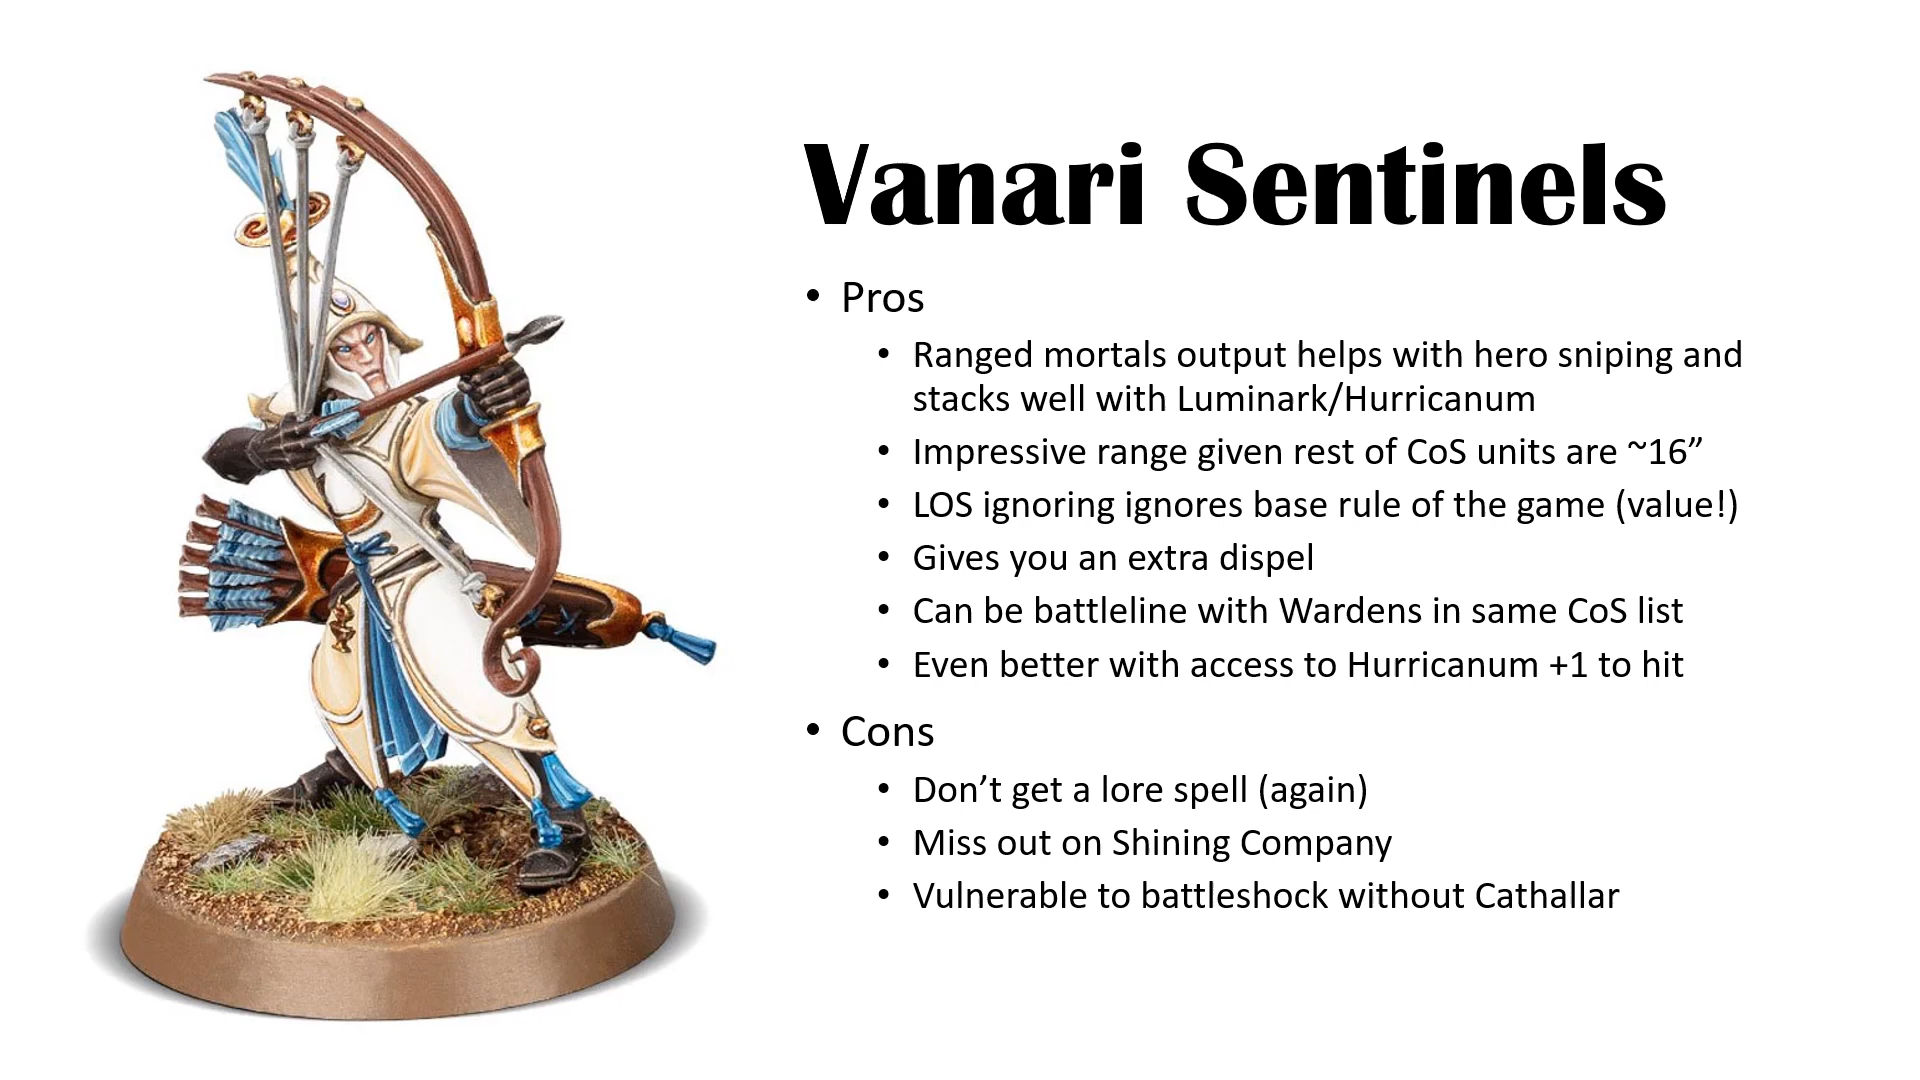 Vanari Sentinels
• Pros
• Ranged mortals output helps with hero sniping and
stacks well with Luminark/Hurricanum
• Impressive range given rest of CoS units are ~16”
• LOS ignoring ignores base rule of the game (value!)
• Gives you an extra dispel
• Can be battleline with Wardens in same CoS list
• Even better with access to Hurricanum +1 to hit
• Cons
• Don’t get a lore spell (again)
• Miss out on Shining Company
• Vulnerable to battleshock without Cathallar